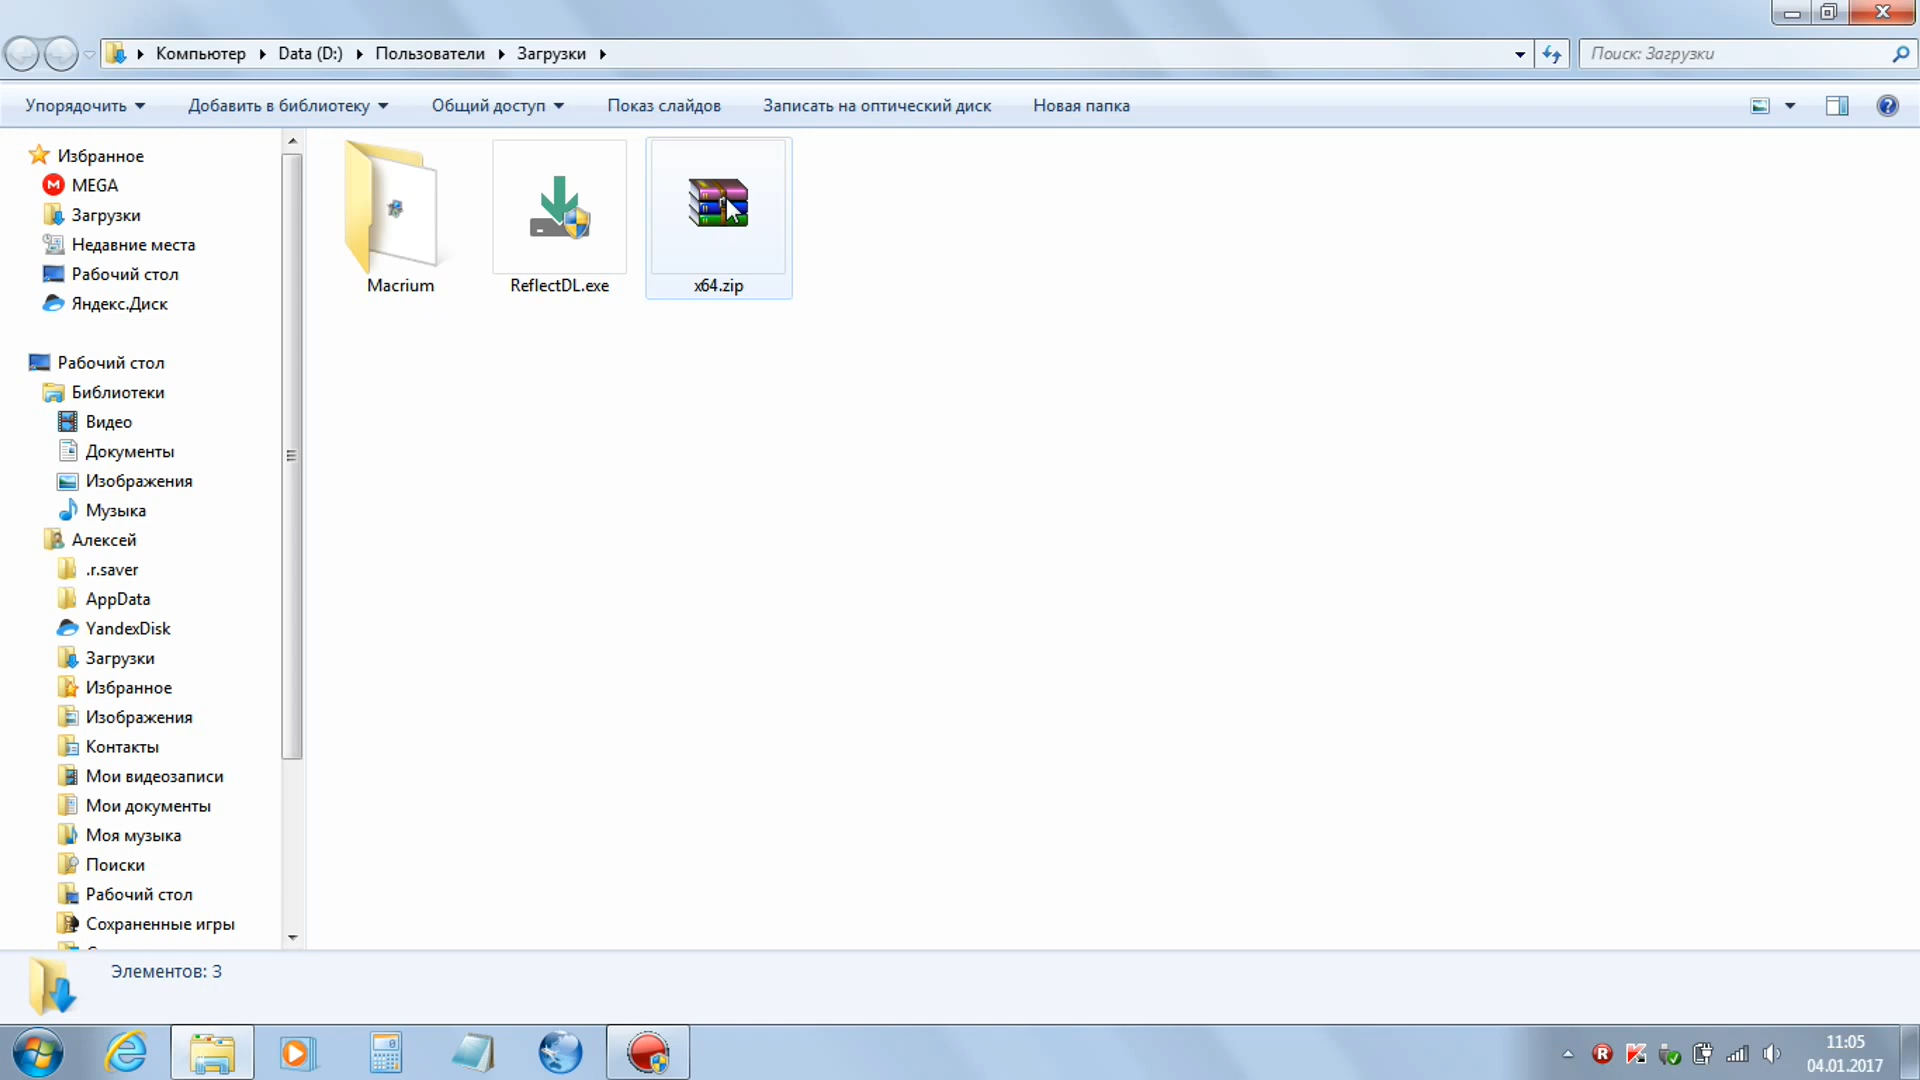 Компьютер
Data (D:)
Пользователи
Загрузки
Поиск: Загрузки
Упорядочить
Добавить в библиотеку
Общий доступ
Показ слайдов
Записать на оптический диск
Новая папка
Избранное
MEGA
Загрузки
Недавние места
Рабочий стол
Яндекс.Диск
Рабочий стол
Библиотеки
Видео
Документы
Изображения
Музыка
Алексей
.r.saver
AppData
YandexDisk
Загрузки
Избранное
Изображения
Контакты
Мои видеозаписи
Мои документы
Моя музыка
Поиски
Рабочий стол
Сохраненные игры
Macrium
ReflectDL.exe
x64.zip
Элементов: 3
11:05
04.01.2017